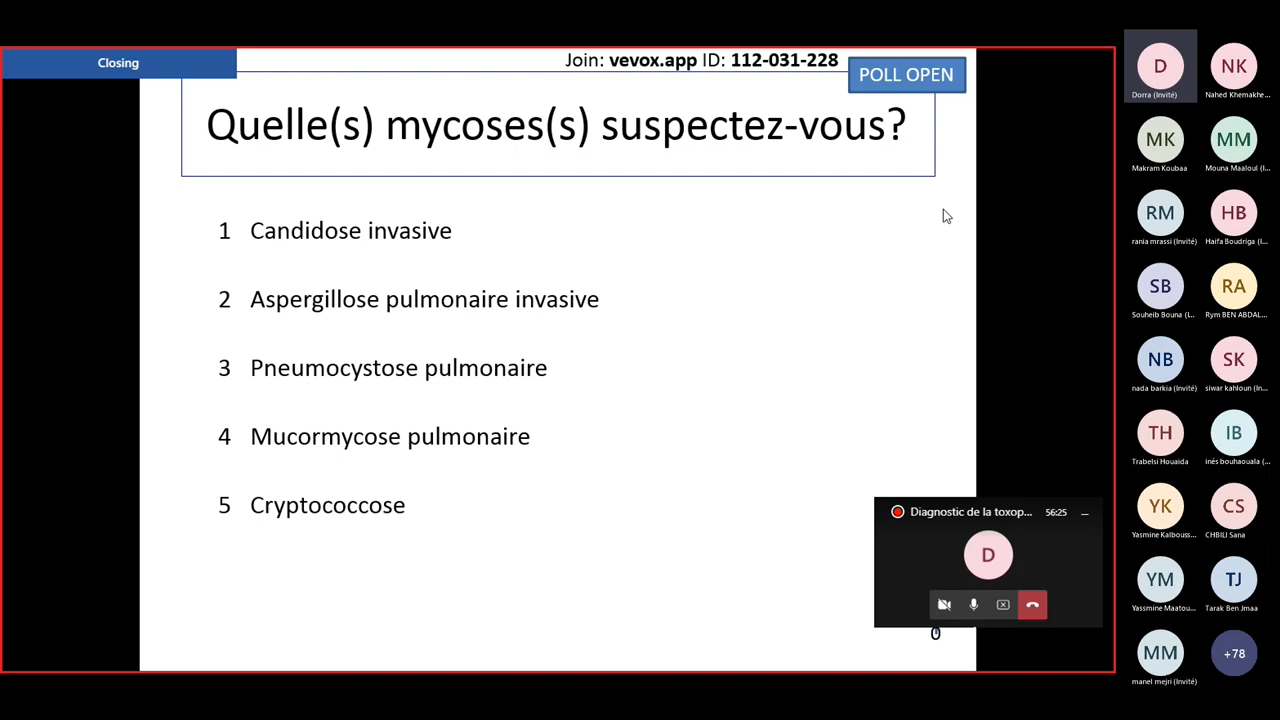 Closing
Join: vevox.app ID: 112-031-228
POLL OPEN
Quelle(s) mycoses(s) suspectez-vous?
1 Candidose invasive
2 Aspergillose pulmonaire invasive
3 Pneumocystose pulmonaire
4 Mucormycose pulmonaire
5 Cryptococcose
Diagnostic de la toxop... 56:25
D
0
D NK
Dorra (Invité) Nahed Khemakhe...
MK MM
Makram Koubaa Mouna Maaloul (I...
RM HB
rania mrassi (Invité) Haifa Boudriga (I...
SB RA
Souheib Bouna (I... Rym BEN ABDAL...
NB SK
nada barkia (Invité) siwar kahloun (In...
TH IB
Trabelsi Houaida inés bouhaouala (...
YK CS
Yasmine Kalbouss... CHBILI Sana
YM TJ
Yassmine Maatou... Tarak Ben Jmaa
MM +78
manel mejri (Invité)